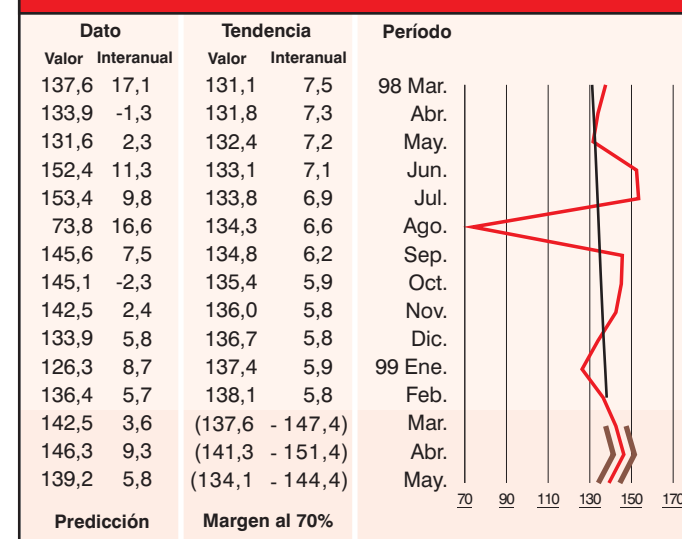 Dato Tendencia Período
Valor Interanual Valor Interanual
137,6 17,1 131,1 7,5 98 Mar.
133,9 -1,3 131,8 7,3 Abr.
131,6 2,3 132,4 7,2 May.
152,4 11,3 133,1 7,1 Jun.
153,4 9,8 133,8 6,9 Jul.
73,8 16,6 134,3 6,6 Ago.
145,6 7,5 134,8 6,2 Sep.
145,1 -2,3 135,4 5,9 Oct.
142,5 2,4 136,0 5,8 Nov.
133,9 5,8 136,7 5,8 Dic.
126,3 8,7 137,4 5,9 99 Ene.
136,4 5,7 138,1 5,8 Feb.
142,5 3,6 (137,6 - 147,4) Mar.
146,3 9,3 (141,3 - 151,4) Abr.
139,2 5,8 (134,1 - 144,4) May.
70 90 110 130 150 170
Predicción Margen al 70%